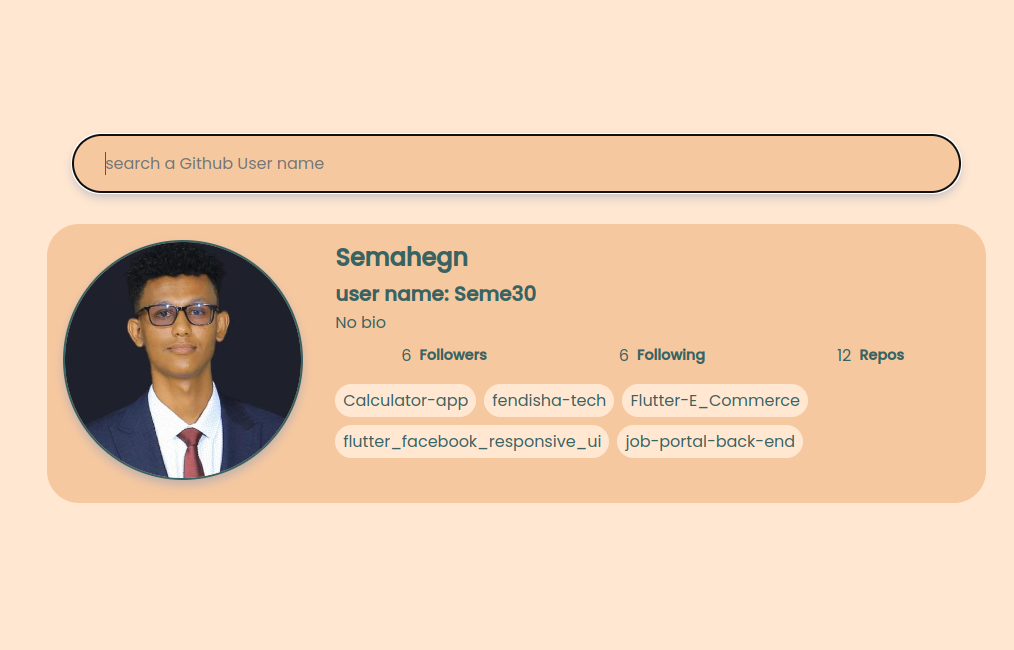 search a Github User name
Semahegn
user name: Seme30
No bio
6 Followers 6 Following 12 Repos
Calculator-app fendisha-tech Flutter-E_Commerce
flutter_facebook_responsive_ui job-portal-back-end